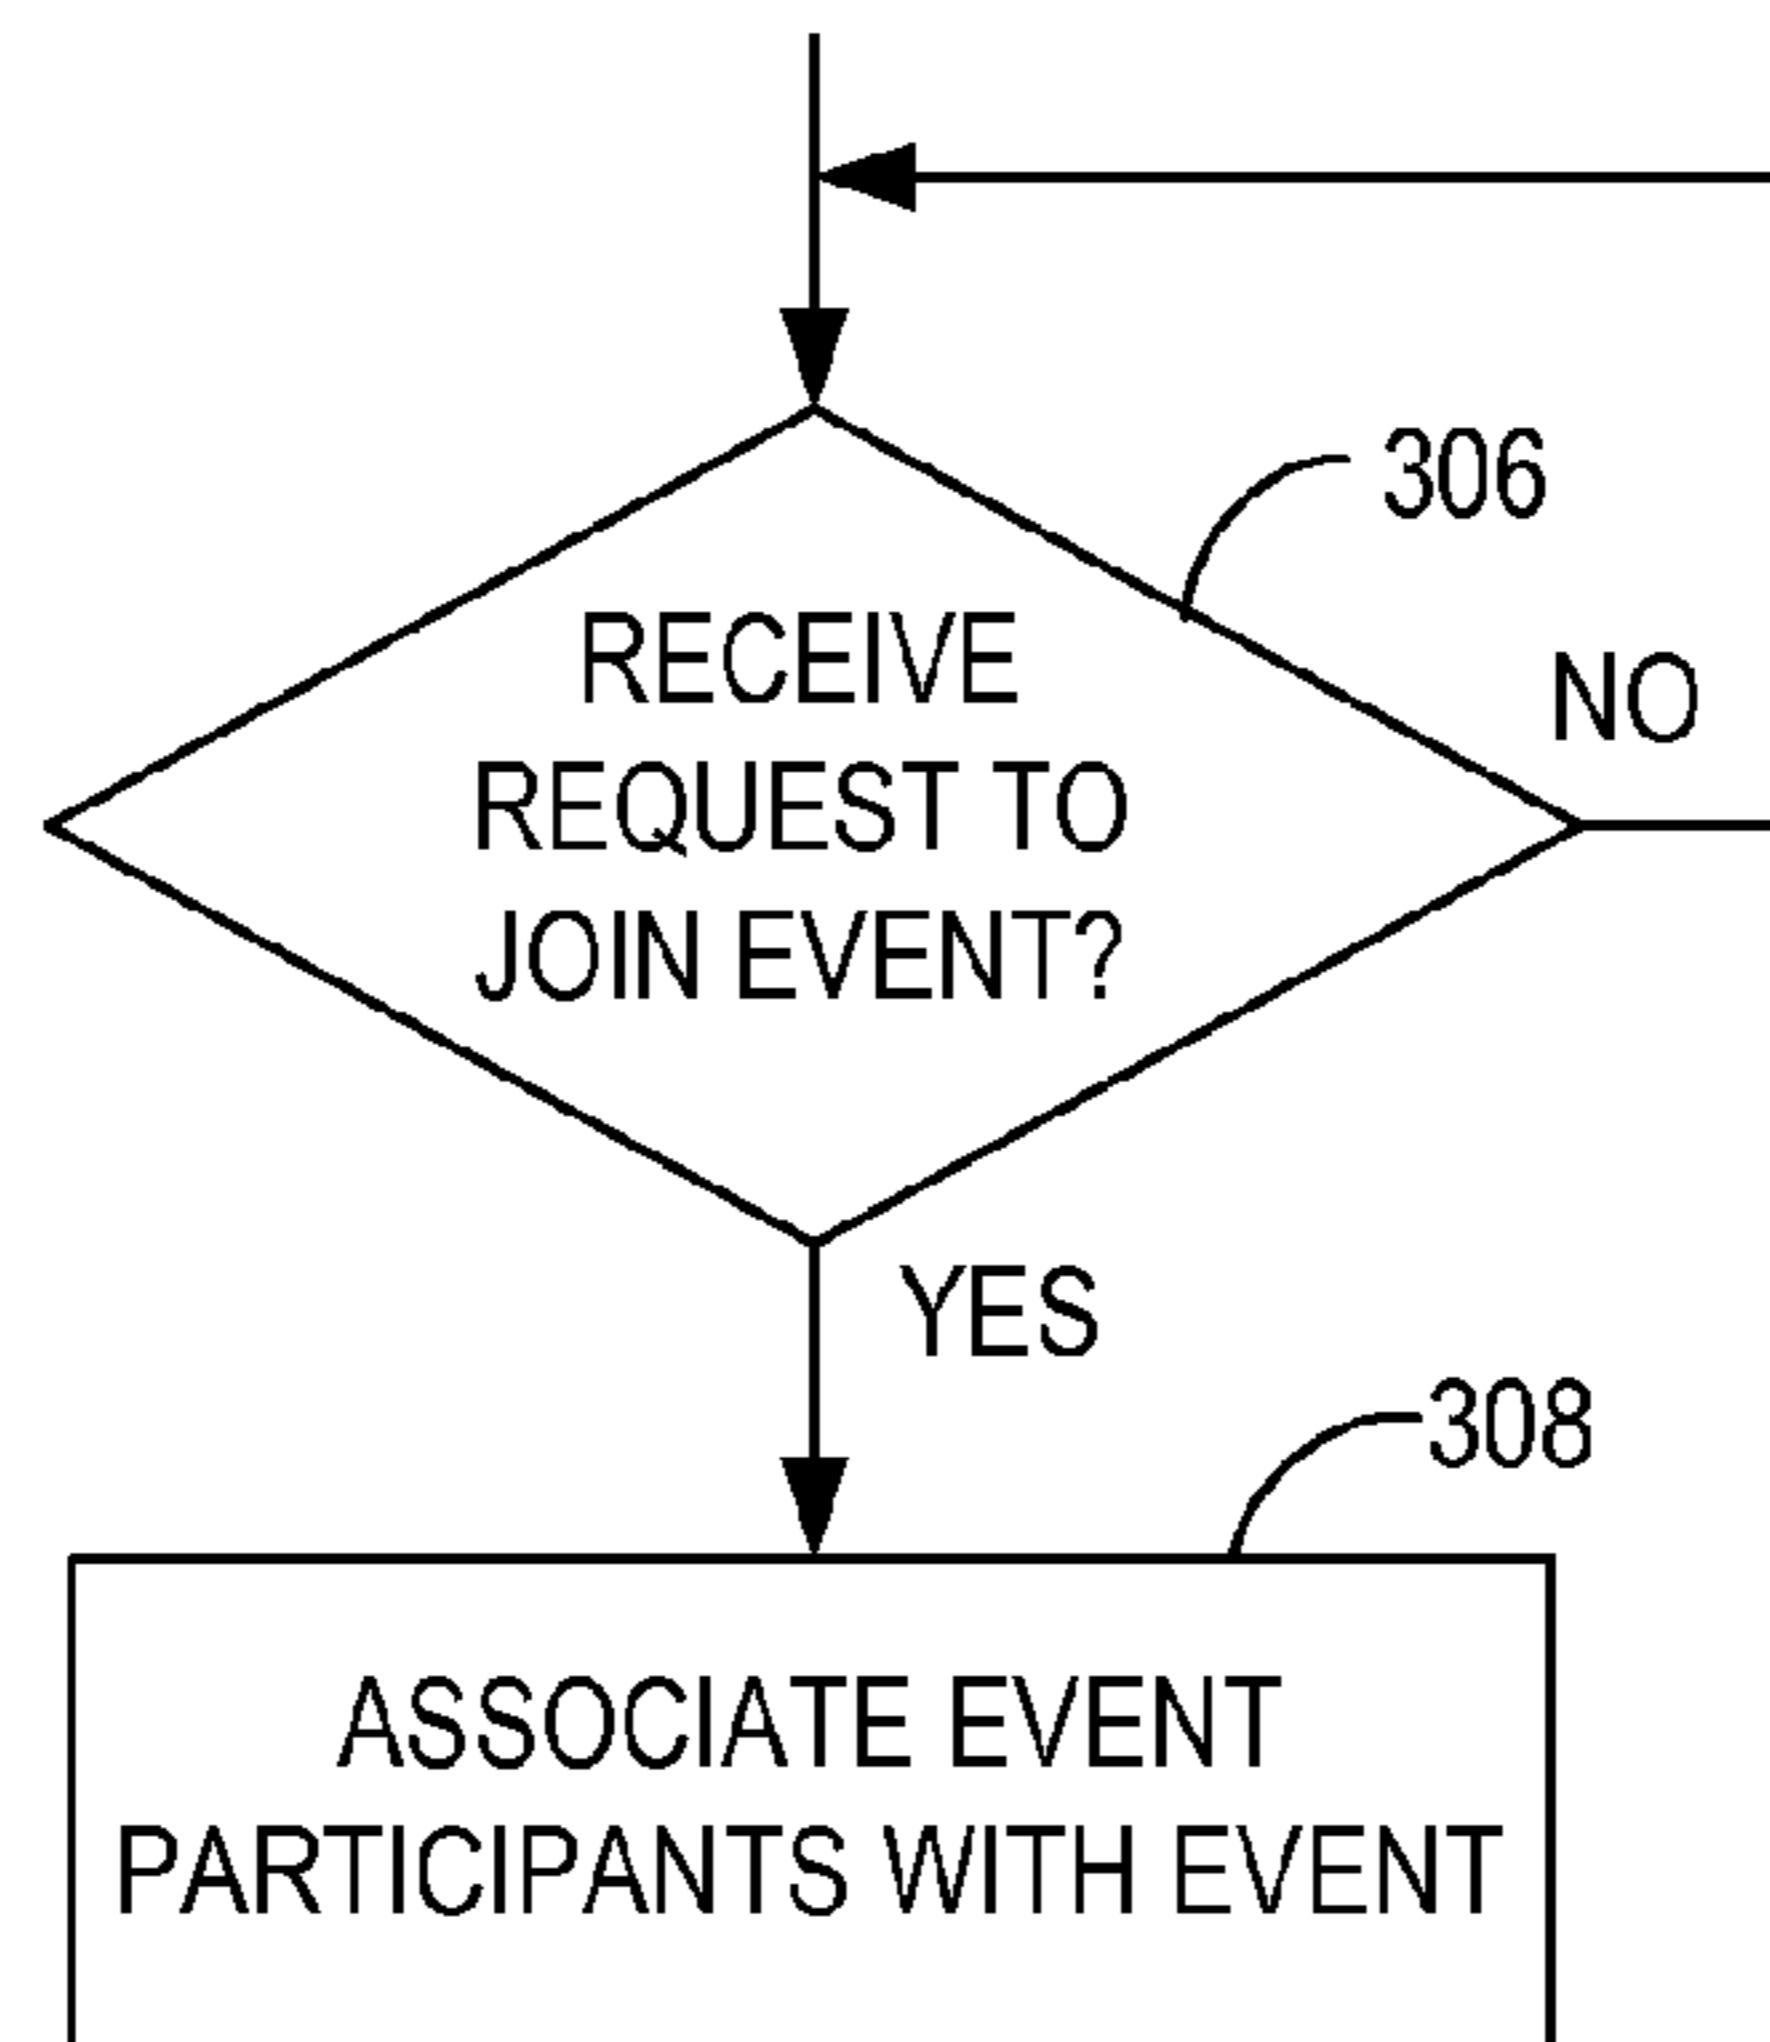 306
RECEIVE
REQUEST TO
JOIN EVENT?
NO
YES
308
ASSOCIATE EVENT
PARTICIPANTS WITH EVENT